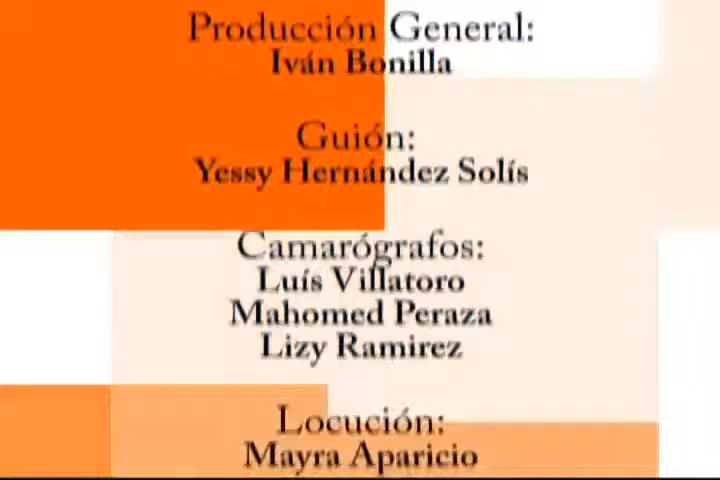 Producción General:
Iván Bonilla
Guión:
Yessy Hernández Solís
Camarógrafos:
Luís Villatoro
Mahomed Peraza
Lizy Ramirez
Locución:
Mayra Aparicio